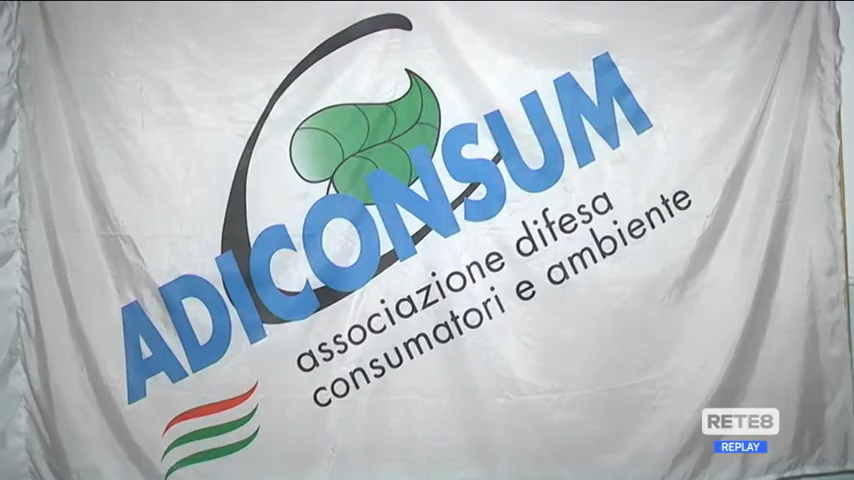 ADICONSUM
associazione difesa
consumatori e ambiente
RETE8
REPLAY